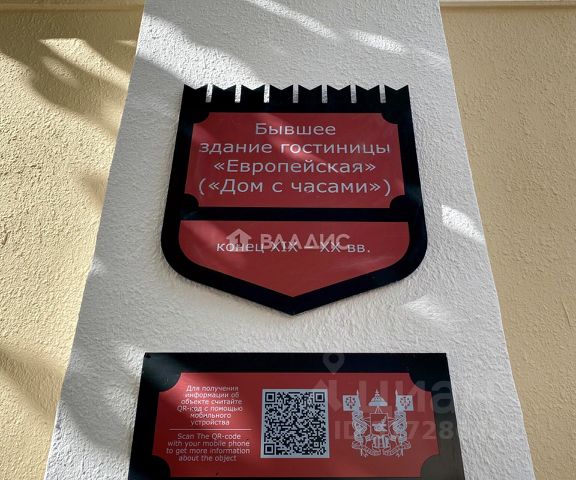 Бывшее
здание гостиницы
«Европейская»
(«Дом с часами»)
ВЛАДИС
конец XIX – XX вв.
Для получения
информации об
объекте считайте
QR-код с помощью
мобильного
устройства
Scan The QR-code
with your mobile phone
to get more information
about the object
циан